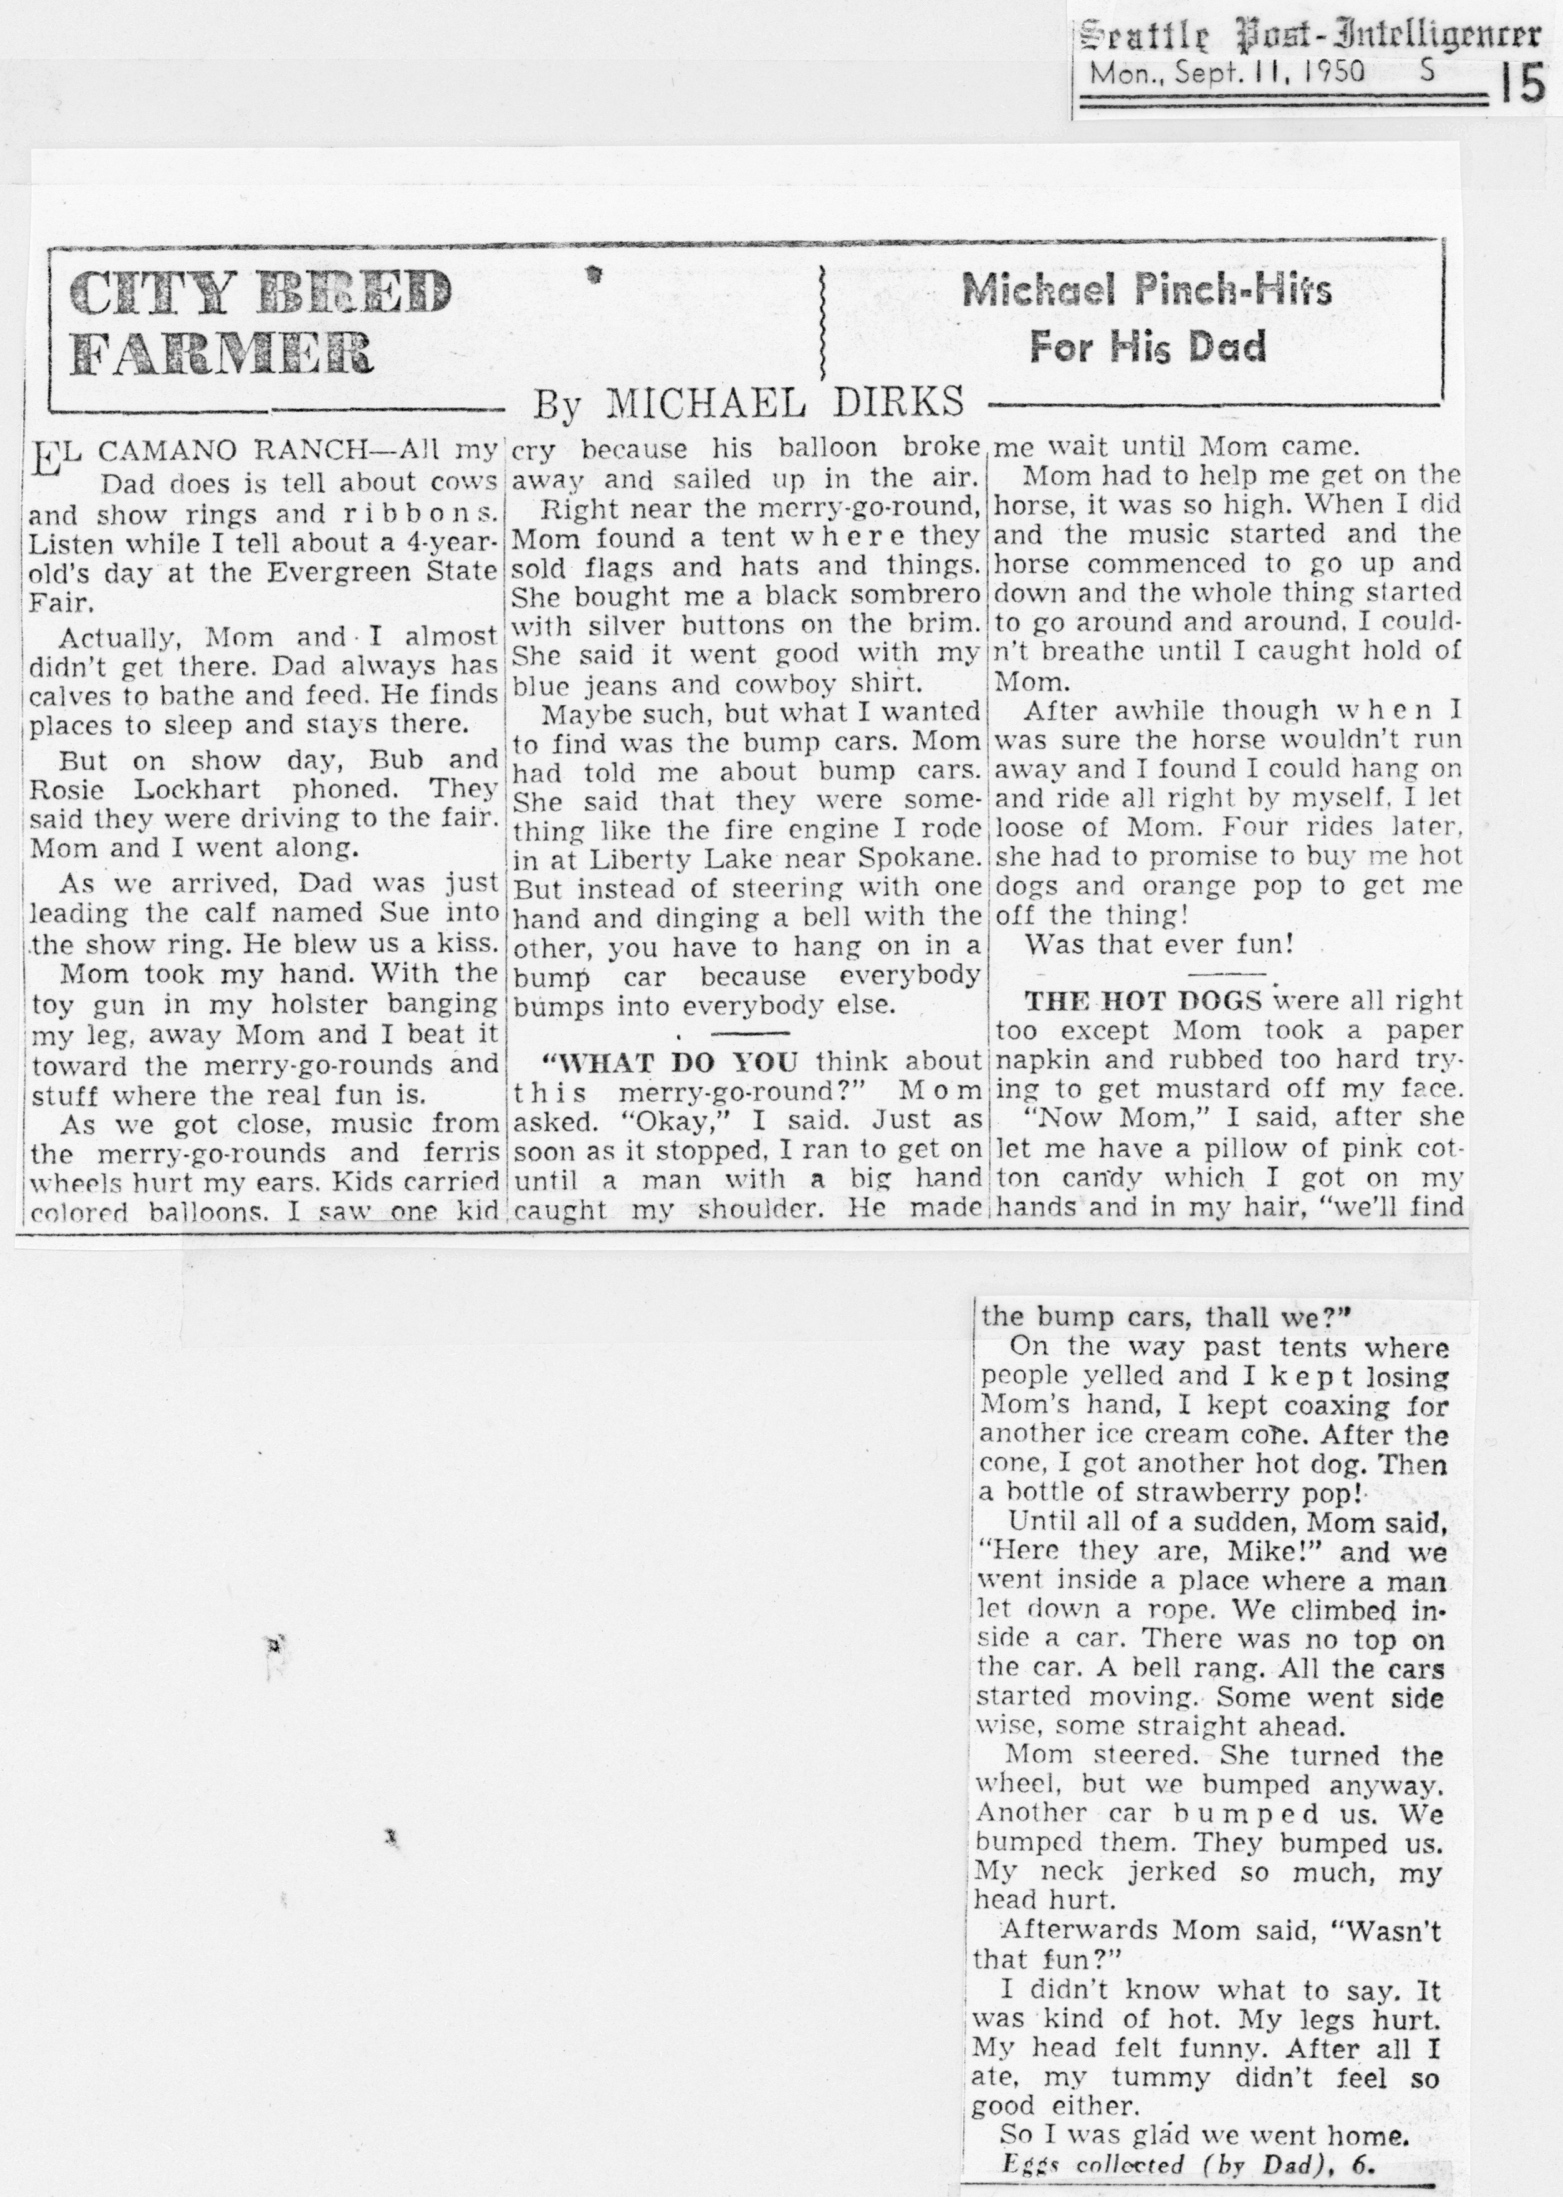 Seattle Post-Intelligencer
Mon., Sept. 11, 1950 S 15
CITY BRED
FARMER
Michael Pinch-Hits
For His Dad
By MICHAEL DIRKS
EL CAMANO RANCH—All my
Dad does is tell about cows
and show rings and ribbons.
Listen while I tell about a 4-year-
old's day at the Evergreen State
Fair.
Actually, Mom and I almost
didn't get there. Dad always has
calves to bathe and feed. He finds
places to sleep and stays there.
But on show day, Bub and
Rosie Lockhart phoned. They
said they were driving to the fair.
Mom and I went along.
As we arrived, Dad was just
leading the calf named Sue into
the show ring. He blew us a kiss.
Mom took my hand. With the
toy gun in my holster banging
my leg, away Mom and I beat it
toward the merry-go-rounds and
stuff where the real fun is.
As we got close, music from
the merry-go-rounds and ferris
wheels hurt my ears. Kids carried
colored balloons. I saw one kid
cry because his balloon broke
away and sailed up in the air.
Right near the merry-go-round,
Mom found a tent where they
sold flags and hats and things.
She bought me a black sombrero
with silver buttons on the brim.
She said it went good with my
blue jeans and cowboy shirt.
Maybe such, but what I wanted
to find was the bump cars. Mom
had told me about bump cars.
She said that they were some-
thing like the fire engine I rode
in at Liberty Lake near Spokane.
But instead of steering with one
hand and dinging a bell with the
other, you have to hang on in a
bump car because everybody
bumps into everybody else.
"WHAT DO YOU think about
this merry-go-round?" Mom
asked. "Okay," I said. Just as
soon as it stopped, I ran to get on
until a man with a big hand
caught my shoulder. He made
me wait until Mom came.
Mom had to help me get on the
horse, it was so high. When I did
and the music started and the
horse commenced to go up and
down and the whole thing started
to go around and around, I could-
n't breathe until I caught hold of
Mom.
After awhile though when I
was sure the horse wouldn't run
away and I found I could hang on
and ride all right by myself, I let
loose of Mom. Four rides later,
she had to promise to buy me hot
dogs and orange pop to get me
off the thing!
Was that ever fun!
THE HOT DOGS were all right
too except Mom took a paper
napkin and rubbed too hard try-
ing to get mustard off my face.
"Now Mom," I said, after she
let me have a pillow of pink cot-
ton candy which I got on my
hands and in my hair, "we'll find
the bump cars, thall we?"
On the way past tents where
people yelled and I kept losing
Mom's hand, I kept coaxing for
another ice cream cone. After the
cone, I got another hot dog. Then
a bottle of strawberry pop!
Until all of a sudden, Mom said,
"Here they are, Mike!" and we
went inside a place where a man
let down a rope. We climbed in-
side a car. There was no top on
the car. A bell rang. All the cars
started moving. Some went side
wise, some straight ahead.
Mom steered. She turned the
wheel, but we bumped anyway.
Another car bumped us. We
bumped them. They bumped us.
My neck jerked so much, my
head hurt.
Afterwards Mom said, "Wasn't
that fun?"
I didn't know what to say. It
was kind of hot. My legs hurt.
My head felt funny. After all I
ate, my tummy didn't feel so
good either.
So I was glad we went home.
Eggs collected (by Dad), 6.